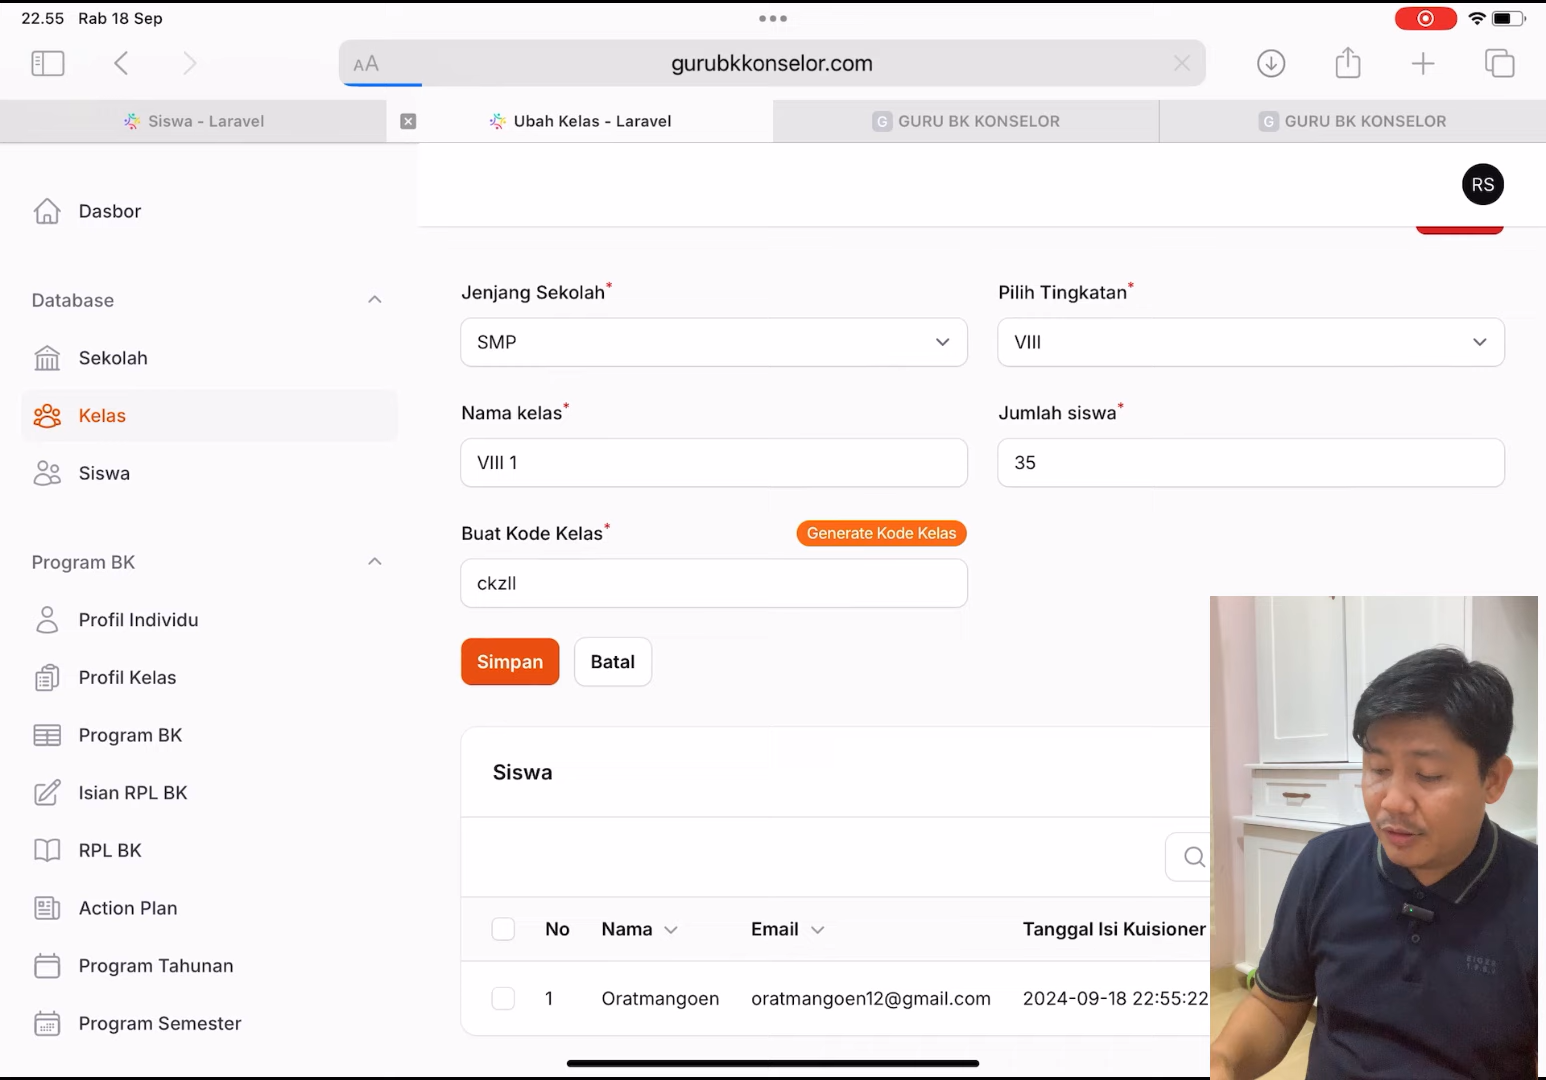 22.55 Rab 18 Sep
AA
gurubkkonselor.com
Siswa - Laravel
Ubah Kelas - Laravel
G GURU BK KONSELOR
G GURU BK KONSELOR
RS
Dasbor
Database
Sekolah
Kelas
Siswa
Program BK
Profil Individu
Profil Kelas
Program BK
Isian RPL BK
RPL BK
Action Plan
Program Tahunan
Program Semester
Jenjang Sekolah*
SMP
Pilih Tingkatan*
VIII
Nama kelas*
VIII 1
Jumlah siswa*
35
Buat Kode Kelas*
Generate Kode Kelas
ckzll
Simpan
Batal
Siswa
No Nama Email Tanggal Isi Kuisioner
1 Oratmangoen oratmangoen12@gmail.com 2024-09-18 22:55:22